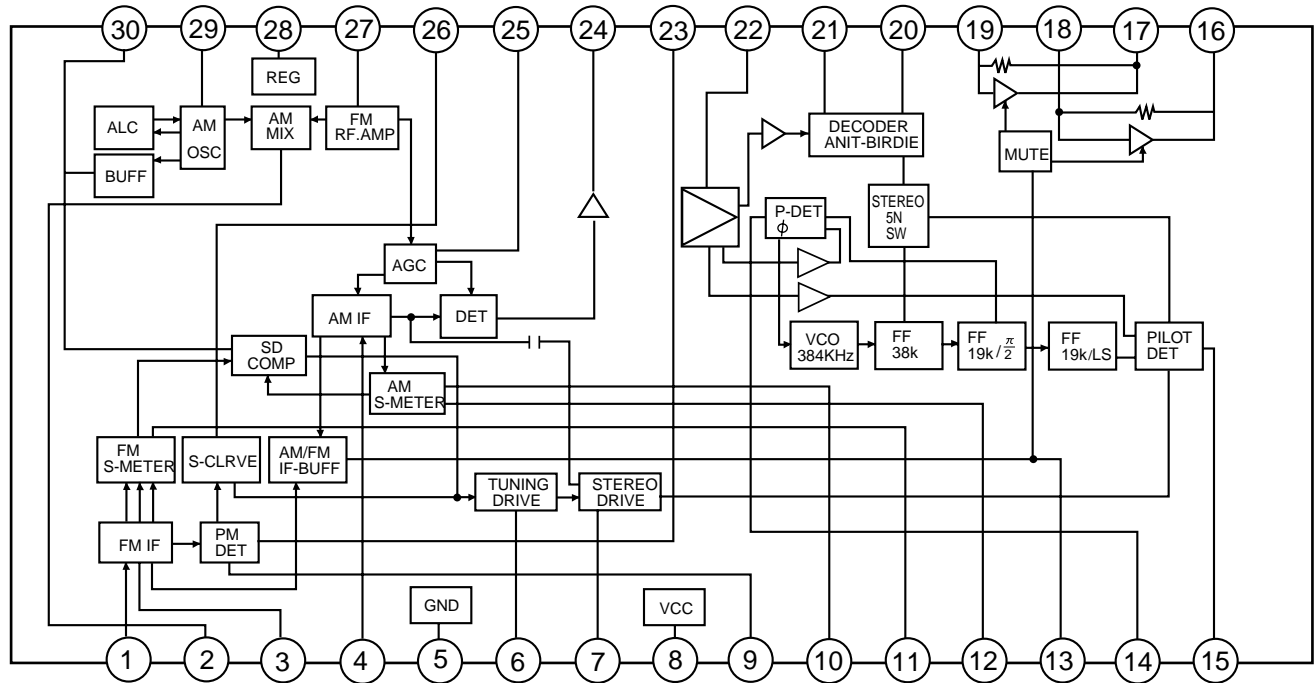 30 29 28 27 26 25 24 23 22 21 20 19 18 17 16
REG
ALC
AM
OSC
AM
MIX
FM
RF.AMP
DECODER
ANIT-BIRDIE
MUTE
BUFF
STEREO
5N
SW
P-DET
ϕ
AGC
AM IF
DET
SD
COMP
VCO
384KHz
FF
38k
FF
19k/π/2
FF
19k/LS
PILOT
DET
AM
S-METER
FM
S-METER
S-CLRVE
AM/FM
IF-BUFF
TUNING
DRIVE
STEREO
DRIVE
FM IF
PM
DET
GND
VCC
1 2 3 4 5 6 7 8 9 10 11 12 13 14 15